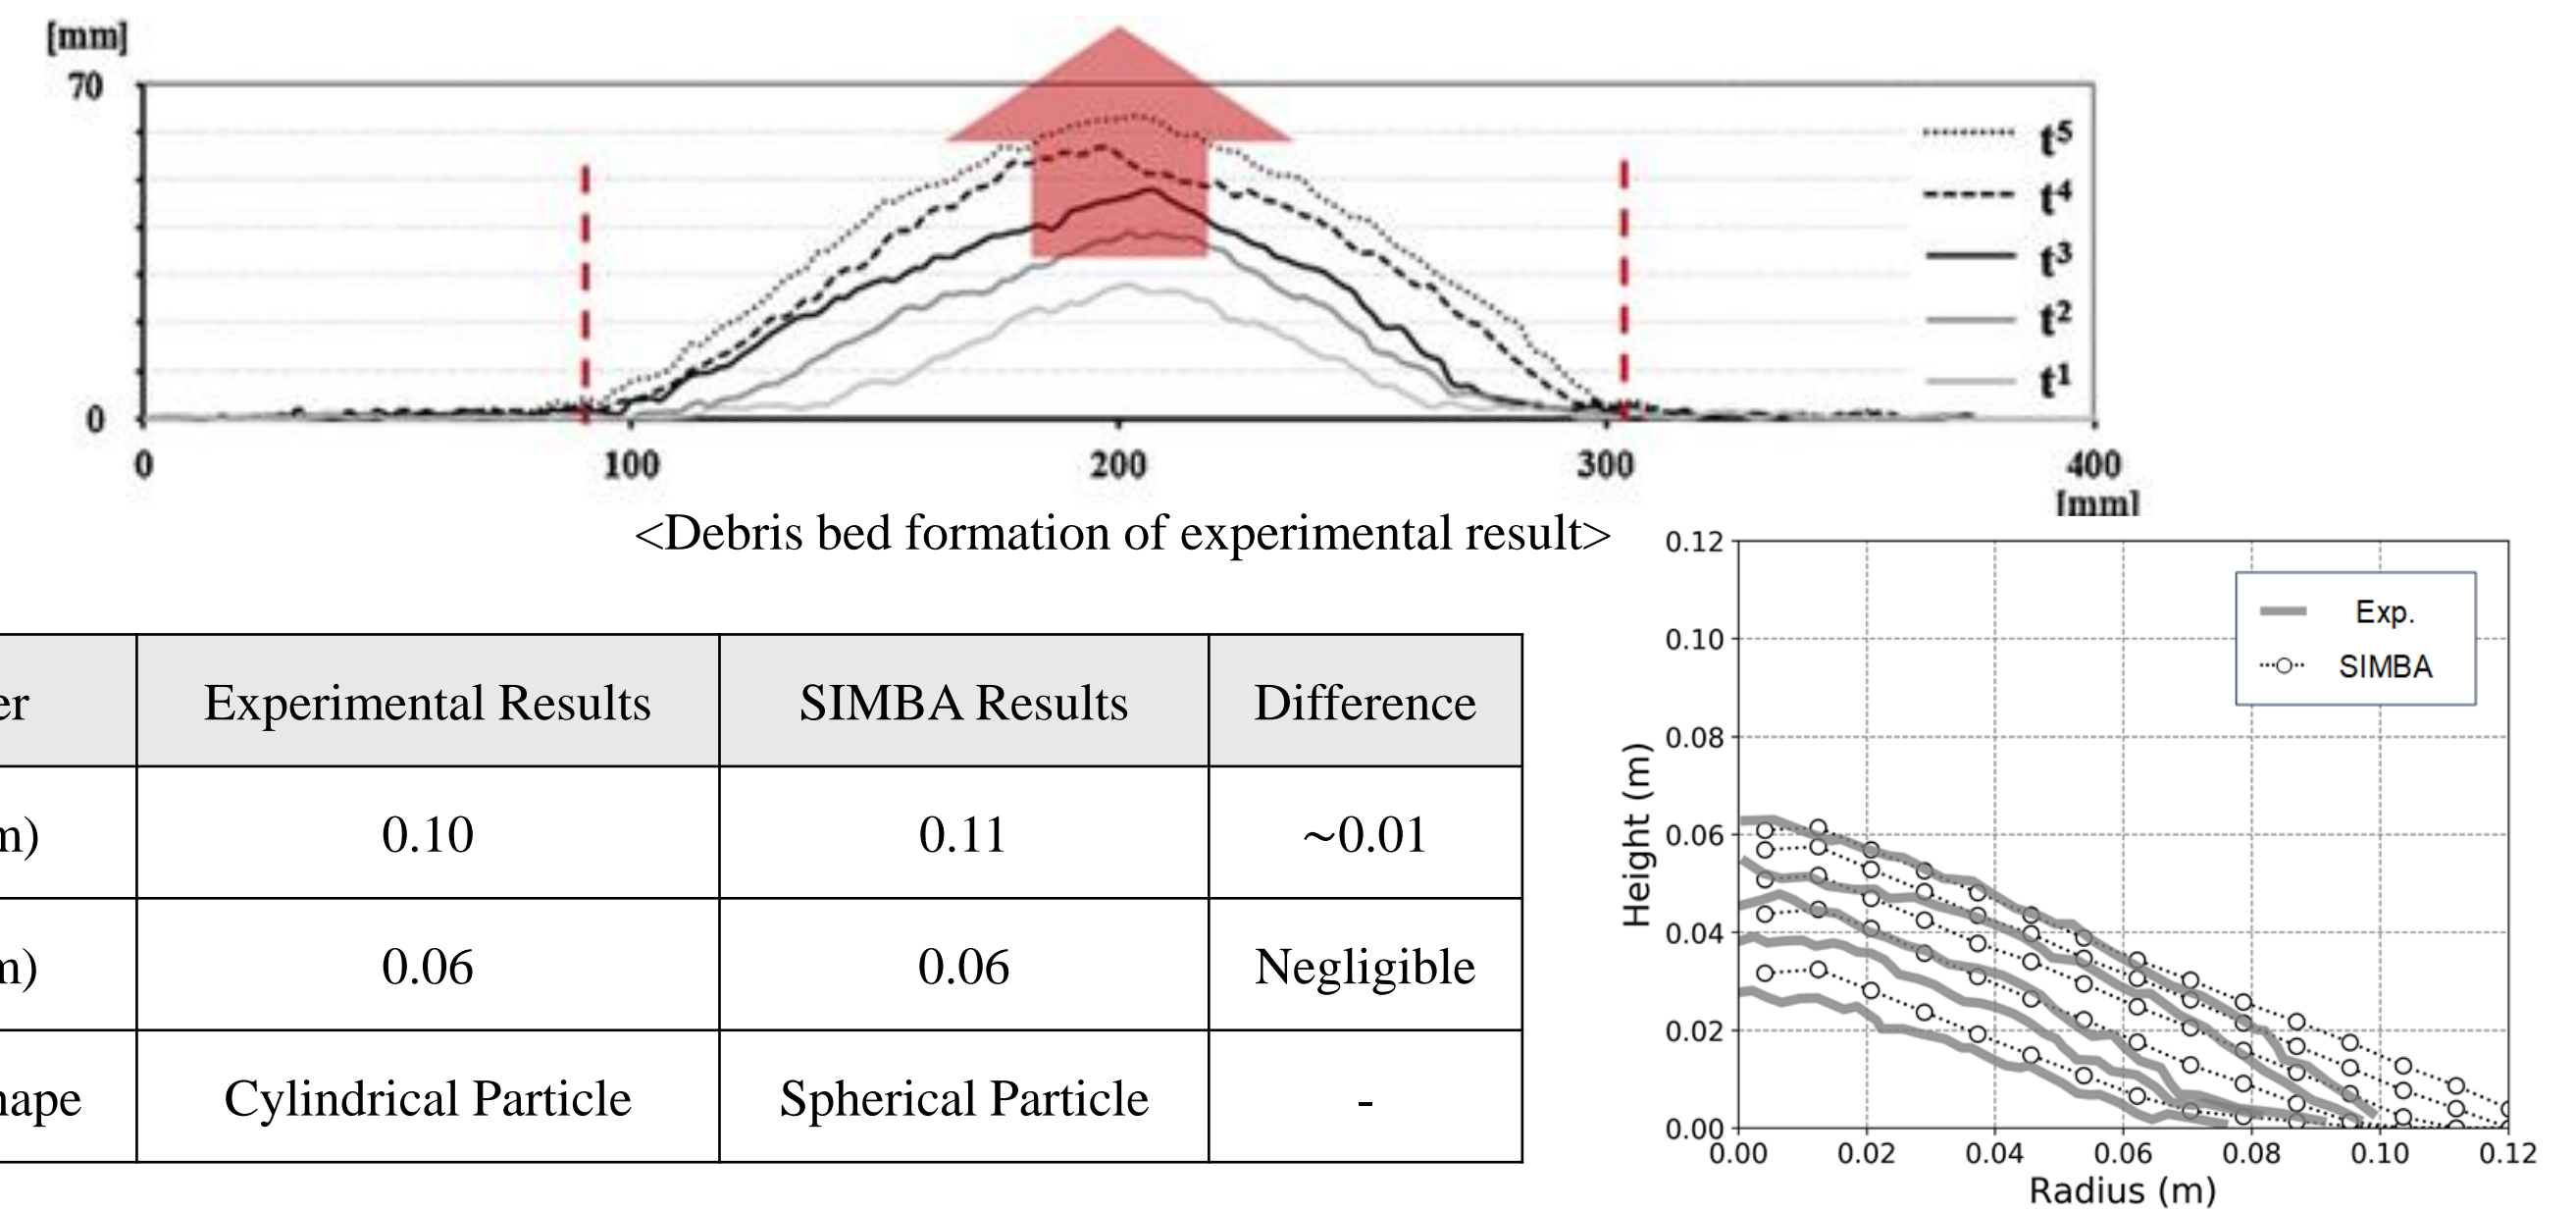 [mm]
70
0
t5
t4
t3
t2
t1
0 100 200 300 400
[mm]
<Debris bed formation of experimental result>
er Experimental Results SIMBA Results Difference
m) 0.10 0.11 ~0.01
m) 0.06 0.06 Negligible
hape Cylindrical Particle Spherical Particle -
0.12
0.10
0.08
0.06
0.04
0.02
0.00
Height (m)
Exp.
SIMBA
0.00 0.02 0.04 0.06 0.08 0.10 0.12
Radius (m)